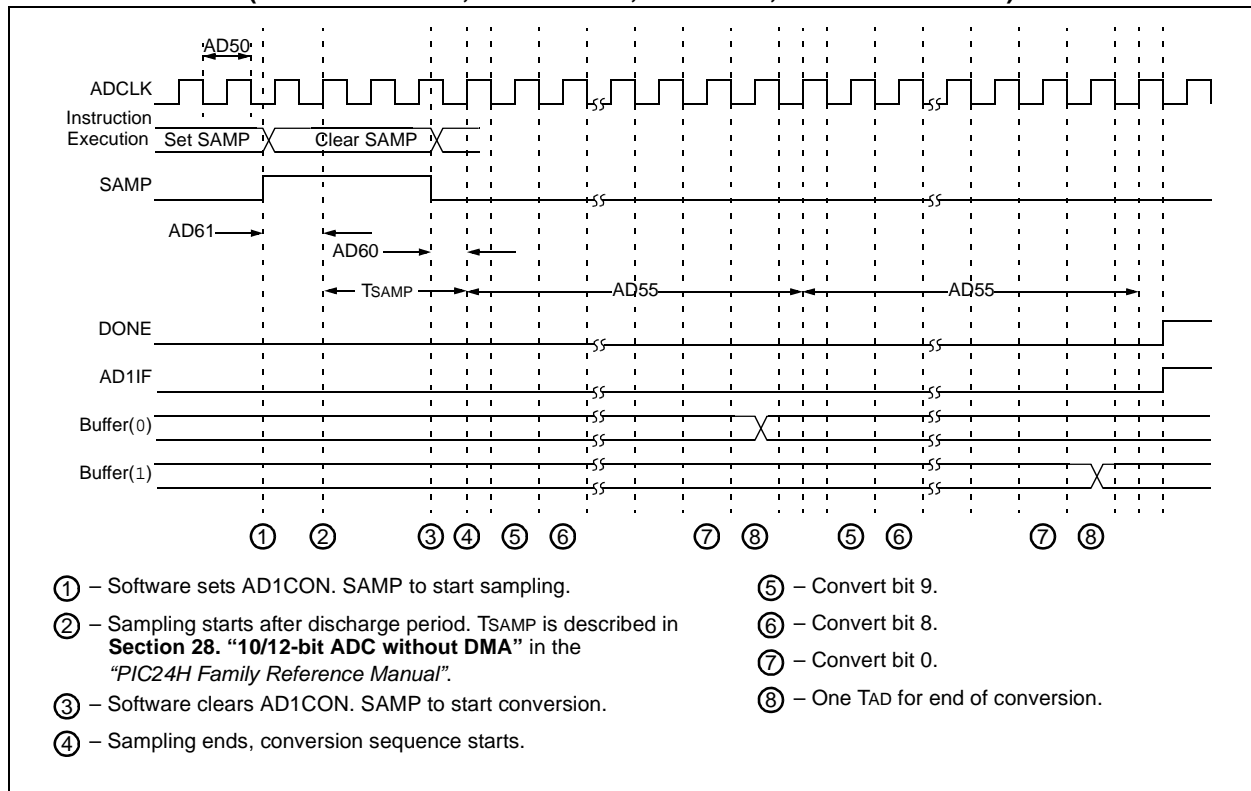 AD50
ADCLK
Instruction
Execution Set SAMP Clear SAMP
SAMP
AD61
AD60
TSAMP AD55 AD55
DONE
AD1IF
Buffer(0)
Buffer(1)
1 2 3 4 5 6 7 8 5 6 7 8
1 – Software sets AD1CON. SAMP to start sampling.
2 – Sampling starts after discharge period. TSAMP is described in
Section 28. “10/12-bit ADC without DMA” in the
“PIC24H Family Reference Manual”.
3 – Software clears AD1CON. SAMP to start conversion.
4 – Sampling ends, conversion sequence starts.
5 – Convert bit 9.
6 – Convert bit 8.
7 – Convert bit 0.
8 – One TAD for end of conversion.